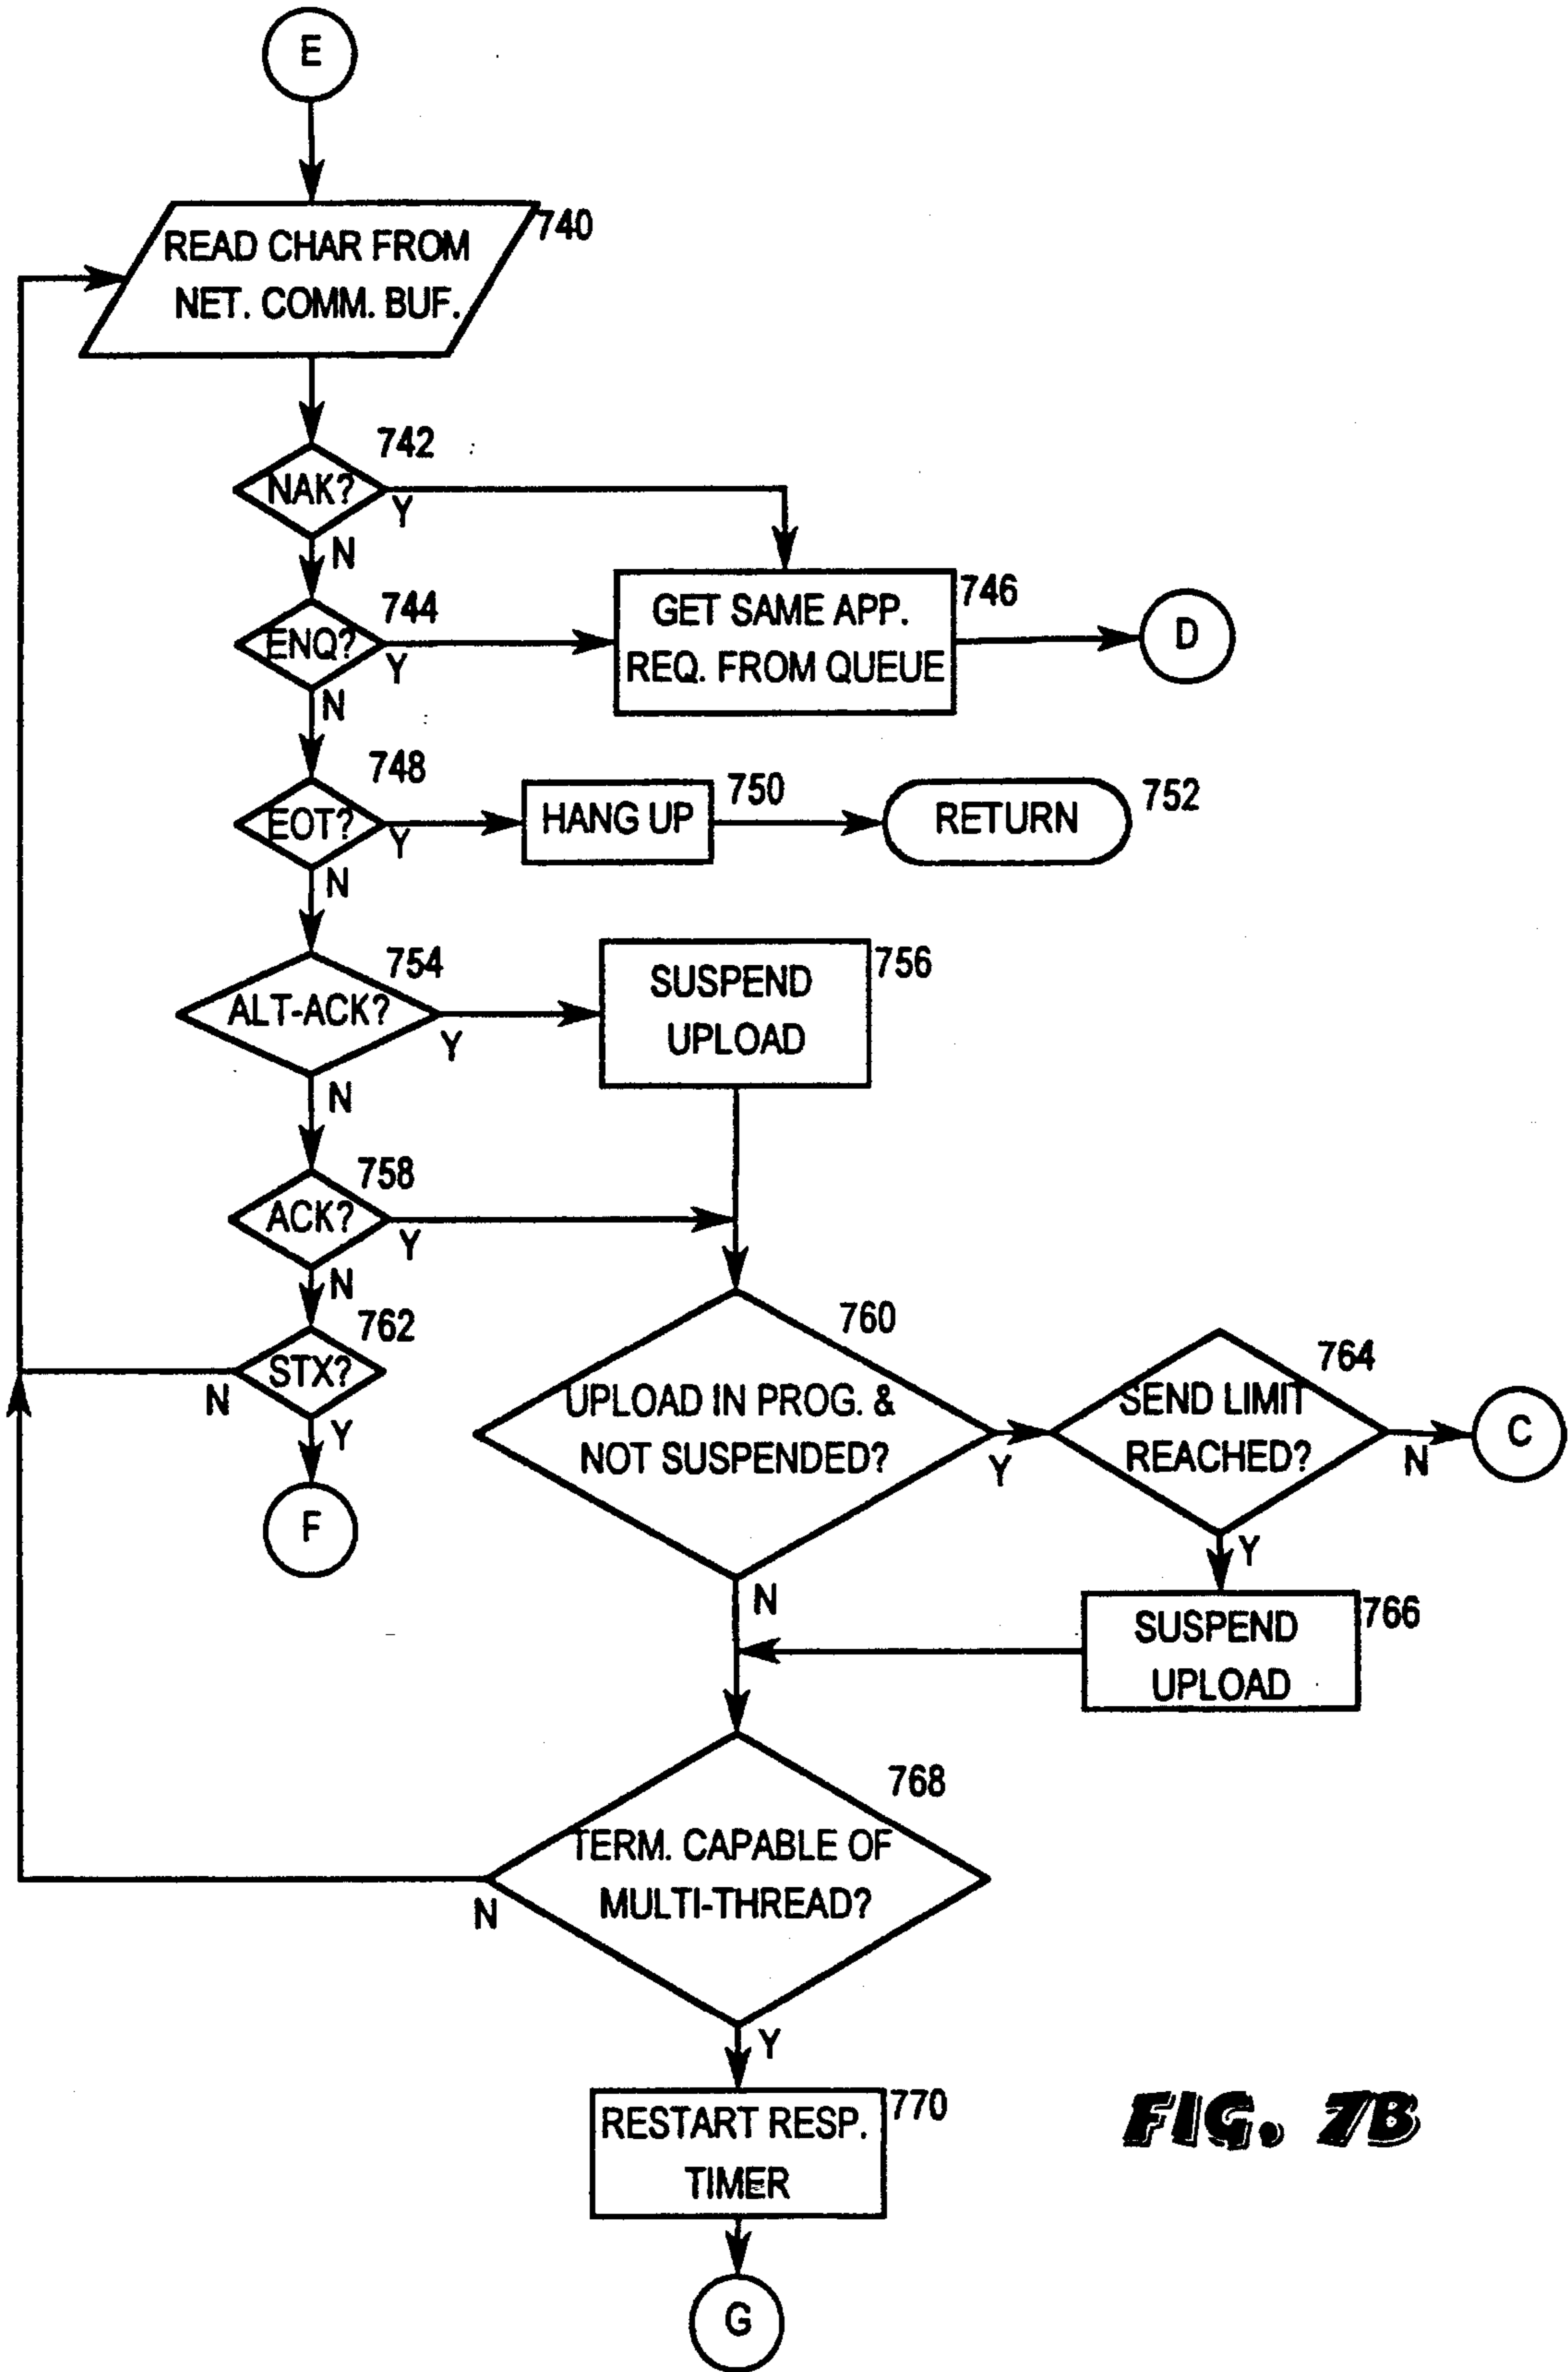 E
READ CHAR FROM
NET. COMM. BUF.
740
NAK?
742
Y
N
ENQ?
744
Y
N
GET SAME APP.
REQ. FROM QUEUE
746
D
EOT?
748
Y
N
HANG UP
750
RETURN
752
ALT-ACK?
754
Y
N
SUSPEND
UPLOAD
756
ACK?
758
Y
N
STX?
762
N
Y
F
UPLOAD IN PROG. &
NOT SUSPENDED?
760
Y
N
SEND LIMIT
REACHED?
764
N
Y
C
SUSPEND
UPLOAD
766
TERM. CAPABLE OF
MULTI-THREAD?
768
N
Y
RESTART RESP.
TIMER
770
G
FIG. 7B